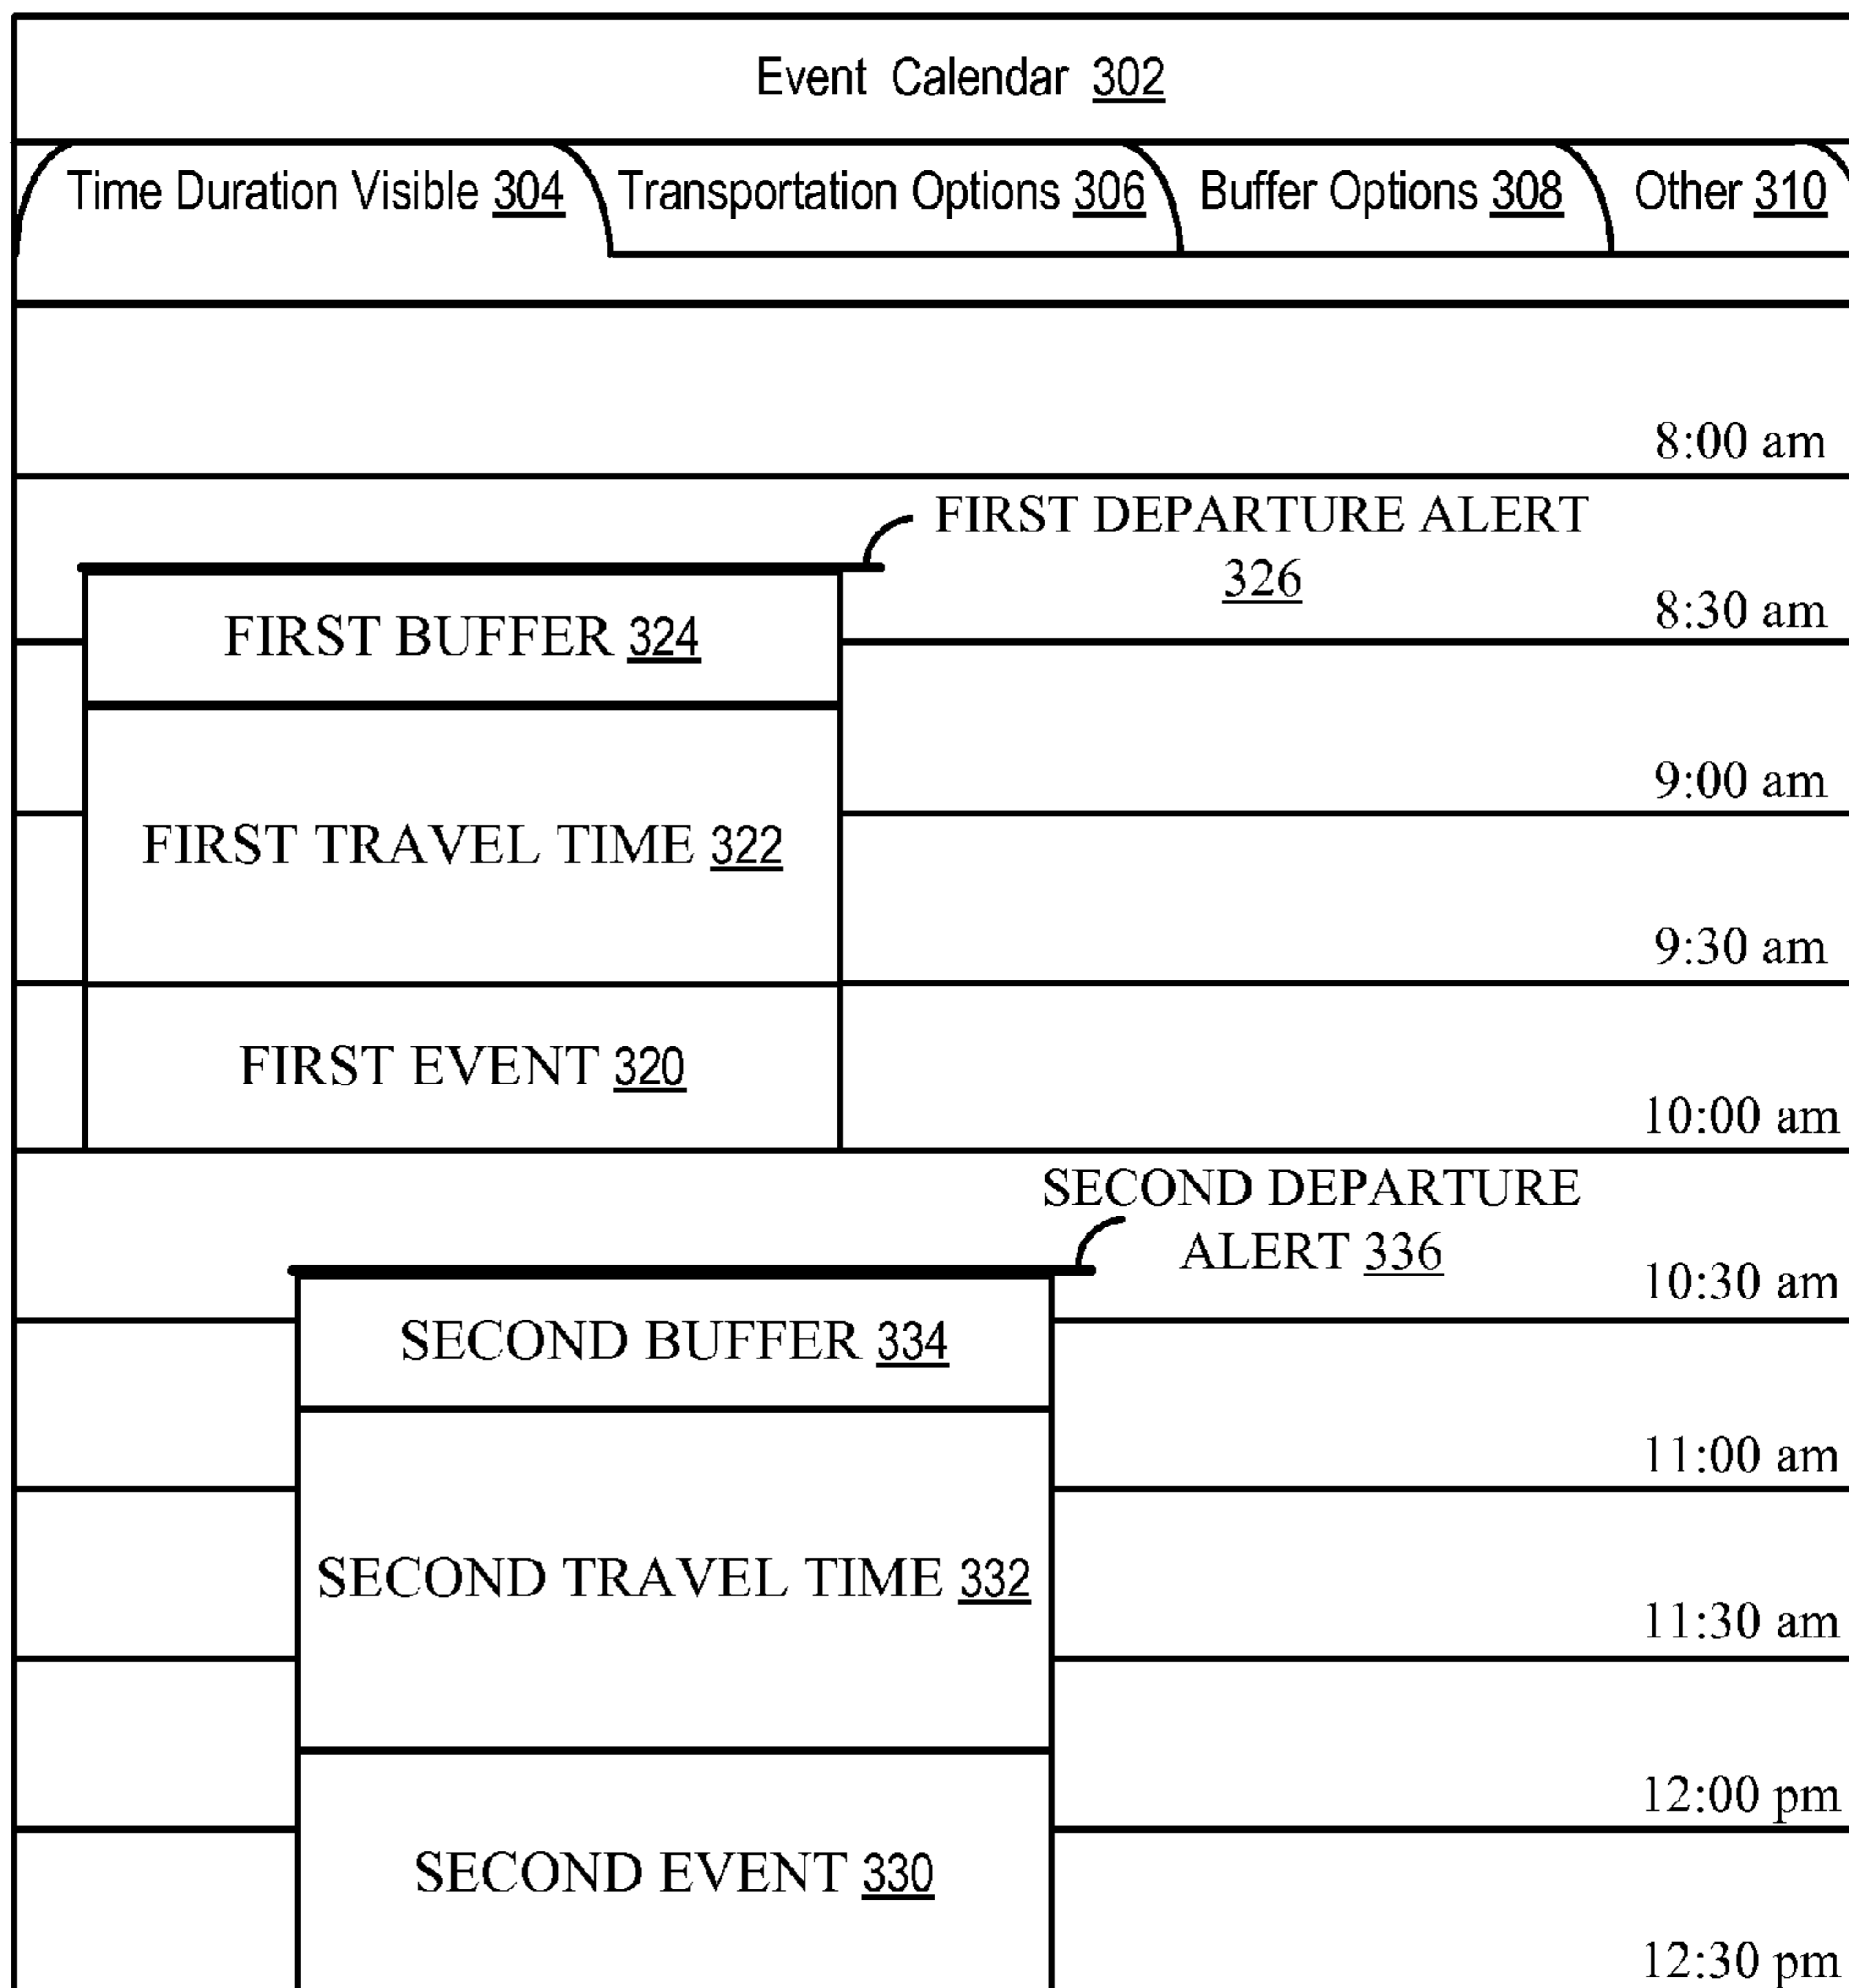 Event Calendar 302
Time Duration Visible 304 Transportation Options 306 Buffer Options 308 Other 310
8:00 am
FIRST DEPARTURE ALERT
326
8:30 am
FIRST BUFFER 324
9:00 am
FIRST TRAVEL TIME 322
9:30 am
FIRST EVENT 320
10:00 am
SECOND DEPARTURE
ALERT 336
10:30 am
SECOND BUFFER 334
11:00 am
SECOND TRAVEL TIME 332
11:30 am
12:00 pm
SECOND EVENT 330
12:30 pm